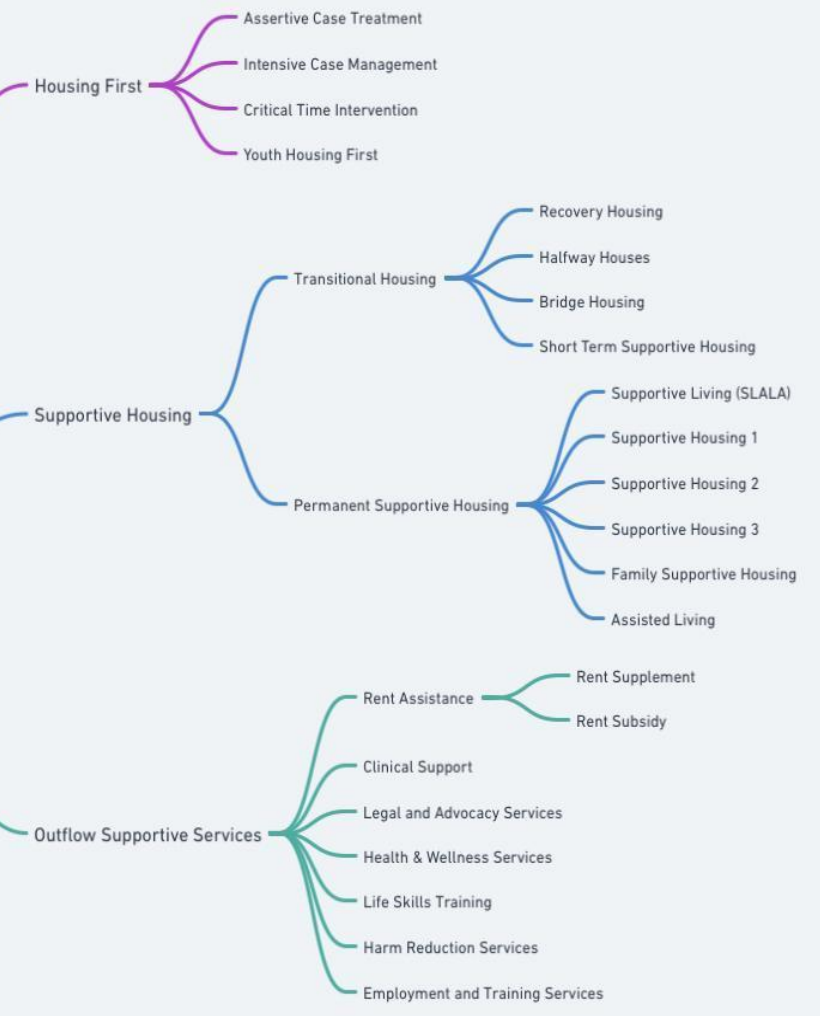 Housing First
Assertive Case Treatment
Intensive Case Management
Critical Time Intervention
Youth Housing First
Supportive Housing
Transitional Housing
Recovery Housing
Halfway Houses
Bridge Housing
Short Term Supportive Housing
Permanent Supportive Housing
Supportive Living (SLALA)
Supportive Housing 1
Supportive Housing 2
Supportive Housing 3
Family Supportive Housing
Assisted Living
Outflow Supportive Services
Rent Assistance
Rent Supplement
Rent Subsidy
Clinical Support
Legal and Advocacy Services
Health & Wellness Services
Life Skills Training
Harm Reduction Services
Employment and Training Services